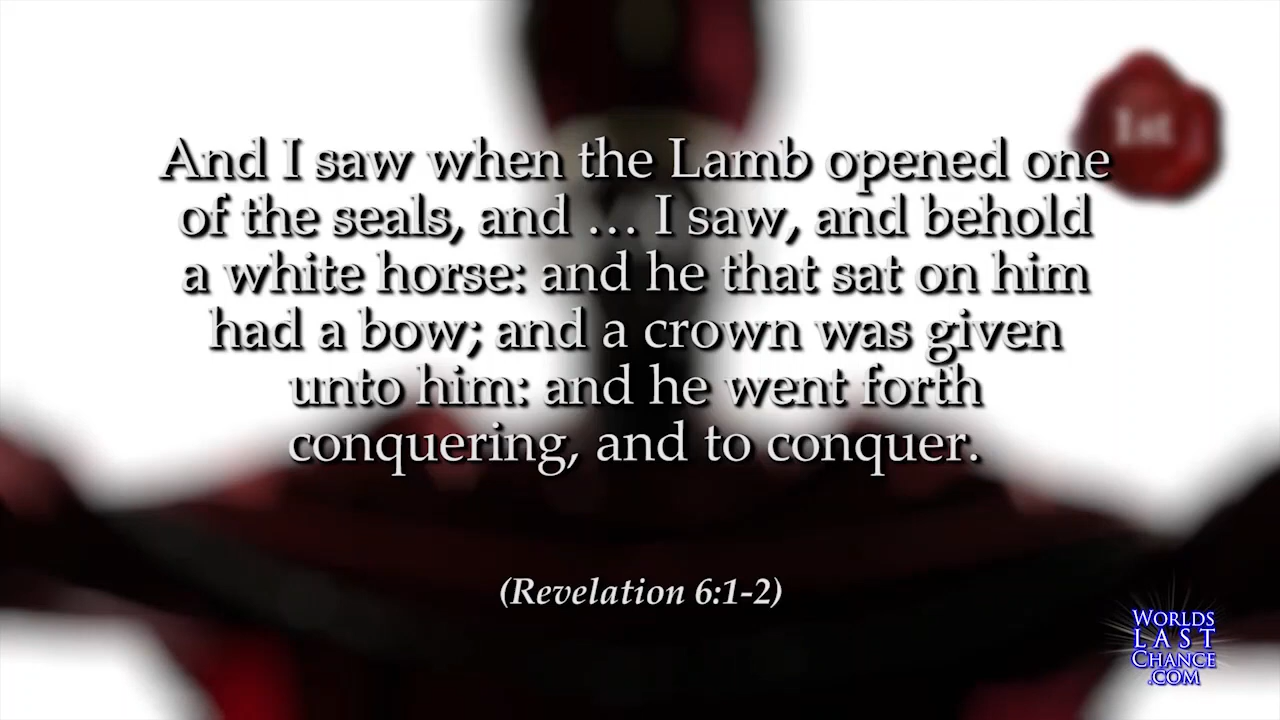 1st
And I saw when the Lamb opened one
of the seals, and … I saw, and behold
a white horse: and he that sat on him
had a bow; and a crown was given
unto him: and he went forth
conquering, and to conquer.
(Revelation 6:1-2)
WORLDS
LAST
CHANCE
.COM